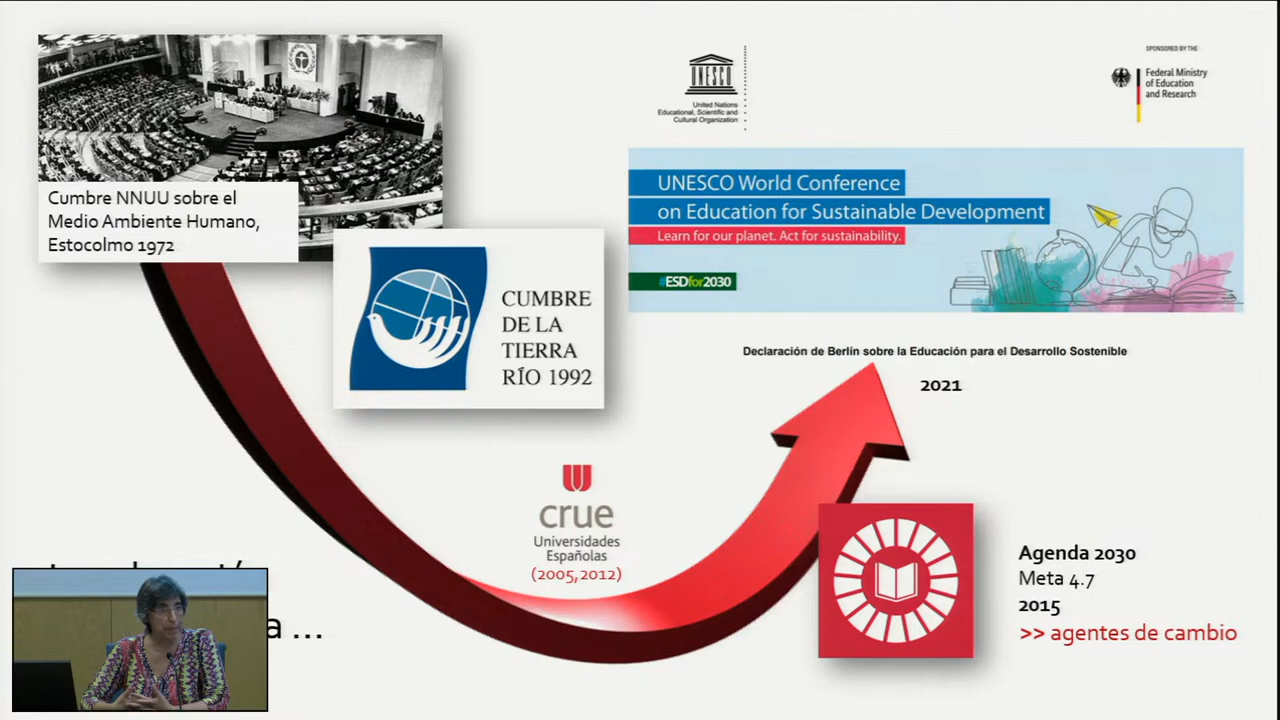 Cumbre NNUU sobre el
Medio Ambiente Humano,
Estocolmo 1972
CUMBRE
DE LA
TIERRA
RÍO 1992
UNESCO
United Nations
Educational, Scientific and
Cultural Organization
SPONSORED BY THE
Federal Ministry
of Education
and Research
UNESCO World Conference
on Education for Sustainable Development
Learn for our planet. Act for sustainability.
#ESDfor2030
Declaración de Berlín sobre la Educación para el Desarrollo Sostenible
2021
crue
Universidades
Españolas
(2005,2012)
Agenda 2030
Meta 4.7
2015
>> agentes de cambio
a ...